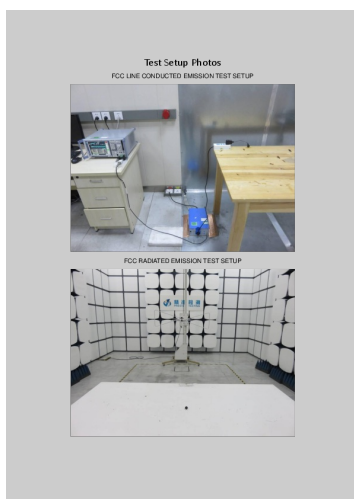 Test Setup Photos
FCC LINE CONDUCTED EMISSION TEST SETUP
FCC RADIATED EMISSION TEST SETUP